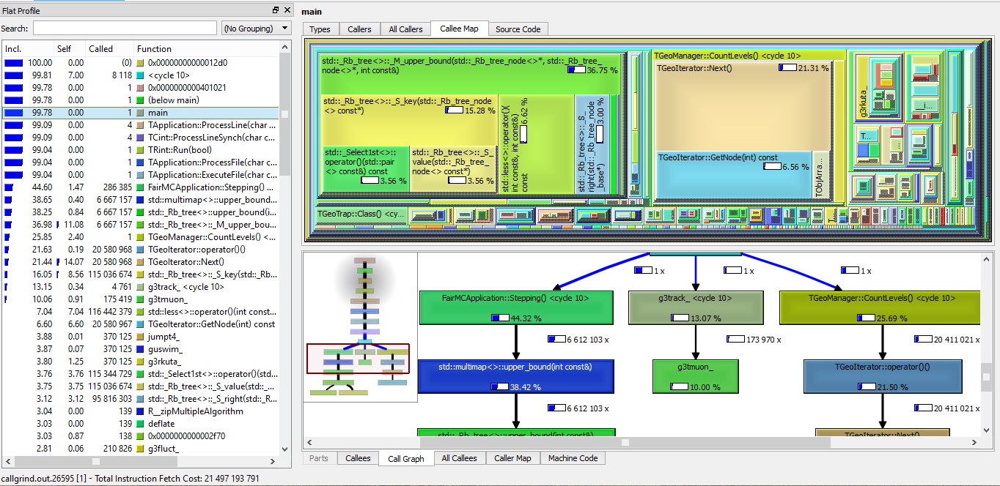 Flat Profile
Search:
(No Grouping)
Incl. Self Called Function
100.00 0.00 (0) 0x00000000000012d0
99.81 7.00 8 118 <cycle 10>
99.78 0.00 1 0x0000000000401021
99.78 0.00 1 (below main)
99.78 0.00 1 main
99.09 0.00 4 TApplication::ProcessLine(char ...
99.09 0.00 4 TCint::ProcessLineSynch(char c...
99.04 0.00 1 TRint::Run(bool)
99.04 0.00 1 TApplication::ProcessFile(char c...
99.04 0.00 1 TApplication::ExecuteFile(char c...
44.60 1.47 286 385 FairMCApplication::Stepping() ...
38.65 0.40 6 667 157 std::multimap<>::upper_bound...
38.25 0.84 6 667 157 std::_Rb_tree<>::upper_bound(i...
36.98 11.08 6 667 157 std::_Rb_tree<>::_M_upper_bou...
25.85 2.40 1 TGeoManager::CountLevels() <...
21.63 0.19 20 580 968 TGeoIterator::operator()()
21.44 14.07 20 580 968 TGeoIterator::Next()
16.05 8.56 115 036 674 std::_Rb_tree<>::_S_key(std::_Rb...
13.15 0.34 4 761 g3track_ <cycle 10>
10.06 0.91 175 419 g3tmuon_
7.04 7.04 116 442 379 std::less<>::operator()(int const...
6.60 6.60 20 580 967 TGeoIterator::GetNode(int) const
3.88 0.01 370 125 jumpt4_
3.87 0.07 370 125 guswim_
3.80 1.25 370 125 g3rkuta_
3.76 3.76 115 344 729 std::_Select1st<>::operator()(std...
3.75 3.75 115 036 674 std::_Rb_tree<>::_S_value(std::_...
3.12 3.12 95 816 303 std::_Rb_tree<>::_S_right(std::_R...
3.04 0.00 139 R__zipMultipleAlgorithm
3.03 0.00 139 deflate
3.03 0.87 138 0x0000000000002f70
2.81 0.06 210 826 g3fluct_
main
Types Callers All Callers Callee Map Source Code
std::_Rb_tree<>::_M_upper_bound(std::_Rb_tree_node<>*, std::_Rb_tree_
node<>*, int const&)
36.75 %
std::_Rb_tree<>::_S_key(std::_Rb_tree_node
<> const*)
15.28 %
std::_Select1st<>::
operator()(std::pair
<> const&) const
3.56 %
std::_Rb_tree<>::_S_
value(std::_Rb_tree_
node<> const*)
3.56 %
std::less<>::operator()(
int const&, int const&)
const
6.62 %
std::_Rb_tree<>::_S_
right(std::_Rb_tree_node
_base*)
3.00 %
TGeoManager::CountLevels() <cycle 10>
TGeoIterator::Next()
21.31 %
TGeoIterator::GetNode(int) const
6.56 %
TObjArra...
g3rkuta_
T...
__i...
TGeoTrap::Class() <cy...
1 x
1 x
1 x
FairMCApplication::Stepping() <cycle 10>
44.32 %
g3track_ <cycle 10>
13.07 %
TGeoManager::CountLevels() <cycle 10>
25.69 %
6 612 103 x
173 970 x
20 411 021 x
std::multimap<>::upper_bound(int const&)
38.42 %
g3tmuon_
10.00 %
TGeoIterator::operator()()
21.50 %
6 612 103 x
20 411 021 x
std::_Rb_tree<>::upper_bound(int const&)
TGeoIterator::Next()
Parts Callees Call Graph All Callees Caller Map Machine Code
callgrind.out.26595 [1] - Total Instruction Fetch Cost: 21 497 193 791